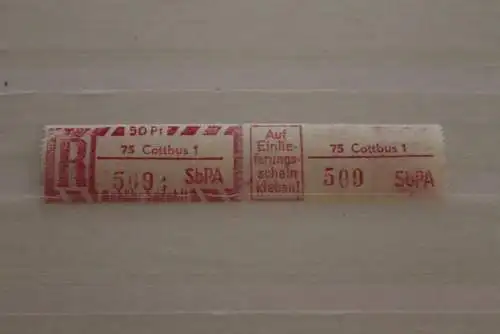 50 Pf
R
75 Cottbus 1
509
SbPA
Auf
Einlie-
ferungs-
schein
kleben!
75 Cottbus 1
509
SbPA